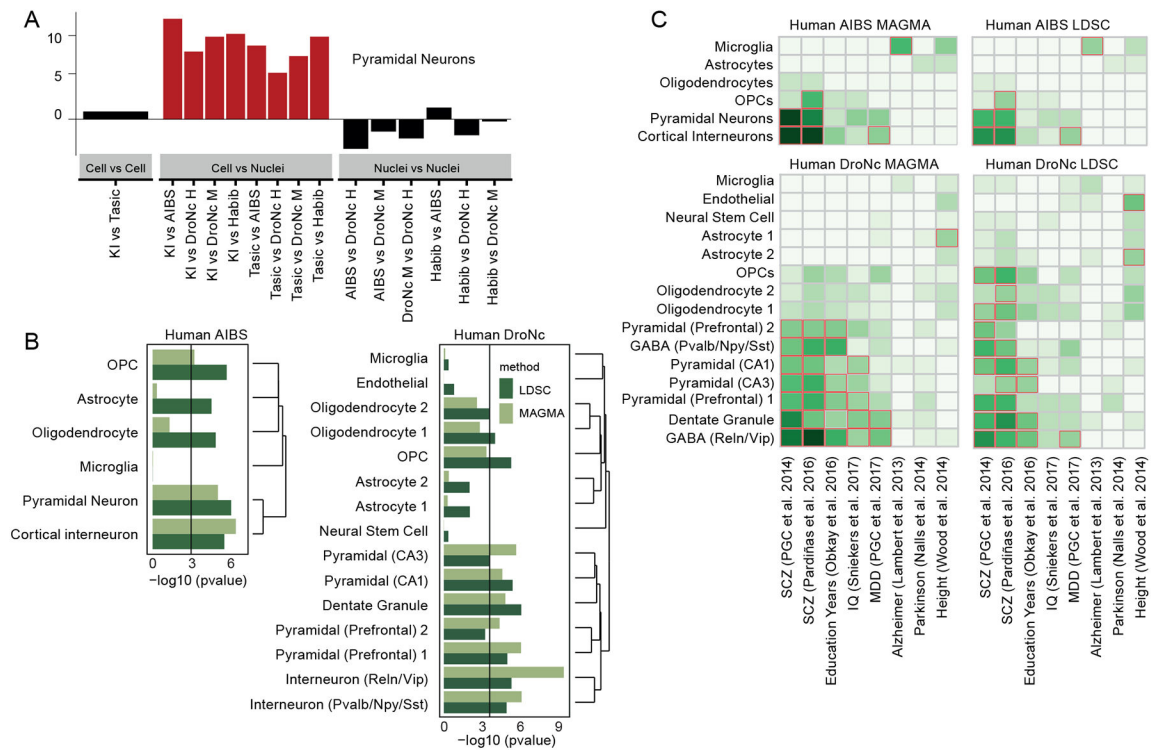 A
10
5
0
Pyramidal Neurons
Cell vs Cell
Cell vs Nuclei
Nuclei vs Nuclei
KI vs Tasic
KI vs AIBS
KI vs DroNc H
KI vs DroNc M
KI vs Habib
Tasic vs AIBS
Tasic vs DroNc H
Tasic vs DroNc M
Tasic vs Habib
AIBS vs DroNc H
AIBS vs DroNc M
DroNc M vs DroNc H
Habib vs AIBS
Habib vs DroNc H
Habib vs DroNc M
B
Human AIBS
OPC
Astrocyte
Oligodendrocyte
Microglia
Pyramidal Neuron
Cortical interneuron
0 3 6
−log10 (pvalue)
Human DroNc
method
LDSC
MAGMA
Microglia
Endothelial
Oligodendrocyte 2
Oligodendrocyte 1
OPC
Astrocyte 2
Astrocyte 1
Neural Stem Cell
Pyramidal (CA3)
Pyramidal (CA1)
Dentate Granule
Pyramidal (Prefrontal) 2
Pyramidal (Prefrontal) 1
Interneuron (Reln/Vip)
Interneuron (Pvalb/Npy/Sst)
0 3 6 9
−log10 (pvalue)
C
Human AIBS MAGMA
Human AIBS LDSC
Microglia
Astrocytes
Oligodendrocytes
OPCs
Pyramidal Neurons
Cortical Interneurons
Human DroNc MAGMA
Human DroNc LDSC
Microglia
Endothelial
Neural Stem Cell
Astrocyte 1
Astrocyte 2
OPCs
Oligodendrocyte 2
Oligodendrocyte 1
Pyramidal (Prefrontal) 2
GABA (Pvalb/Npy/Sst)
Pyramidal (CA1)
Pyramidal (CA3)
Pyramidal (Prefrontal) 1
Dentate Granule
GABA (Reln/Vip)
SCZ (PGC et al. 2014)
SCZ (Pardiñas et al. 2016)
Education Years (Obkay et al. 2016)
IQ (Sniekers et al. 2017)
MDD (PGC et al. 2017)
Alzheimer (Lambert et al. 2013)
Parkinson (Nalls et al. 2014)
Height (Wood et al. 2014)
SCZ (PGC et al. 2014)
SCZ (Pardiñas et al. 2016)
Education Years (Obkay et al. 2016)
IQ (Sniekers et al. 2017)
MDD (PGC et al. 2017)
Alzheimer (Lambert et al. 2013)
Parkinson (Nalls et al. 2014)
Height (Wood et al. 2014)